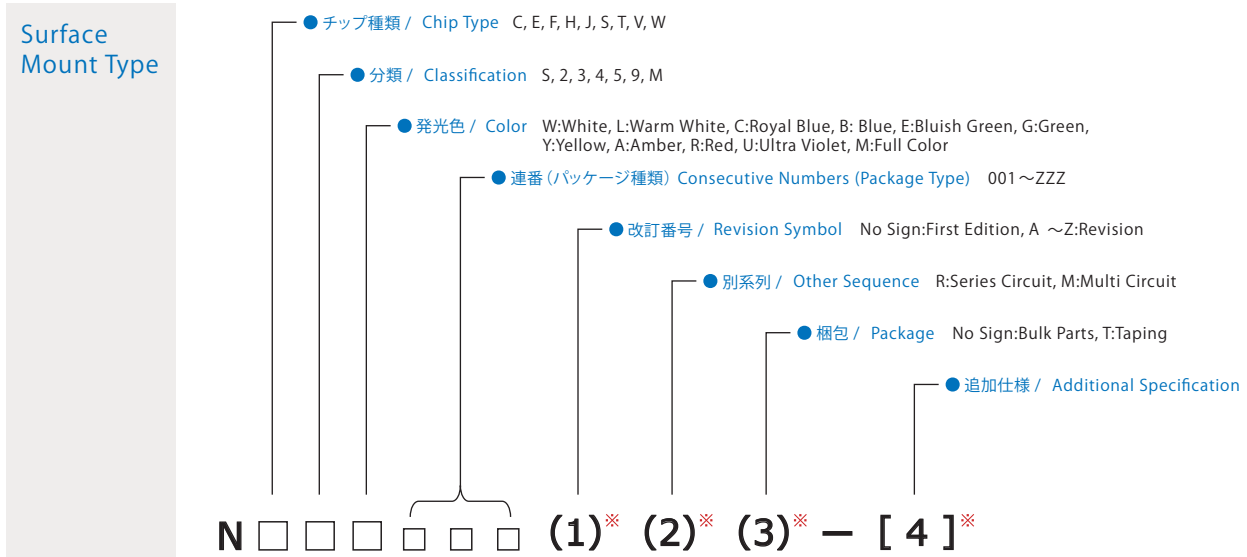 Surface
Mount Type
● チップ種類 / Chip Type C, E, F, H, J, S, T, V, W
● 分類 / Classification S, 2, 3, 4, 5, 9, M
● 発光色 / Color W:White, L:Warm White, C:Royal Blue, B: Blue, E:Bluish Green, G:Green,
Y:Yellow, A:Amber, R:Red, U:Ultra Violet, M:Full Color
● 連番（パッケージ種類）Consecutive Numbers (Package Type) 001～ZZZ
● 改訂番号 / Revision Symbol No Sign:First Edition, A ～Z:Revision
● 別系列 / Other Sequence R:Series Circuit, M:Multi Circuit
● 梱包 / Package No Sign:Bulk Parts, T:Taping
● 追加仕様 / Additional Specification
N □ □ □ □ □ □ (1)※ (2)※ (3)※ － [ 4 ]※